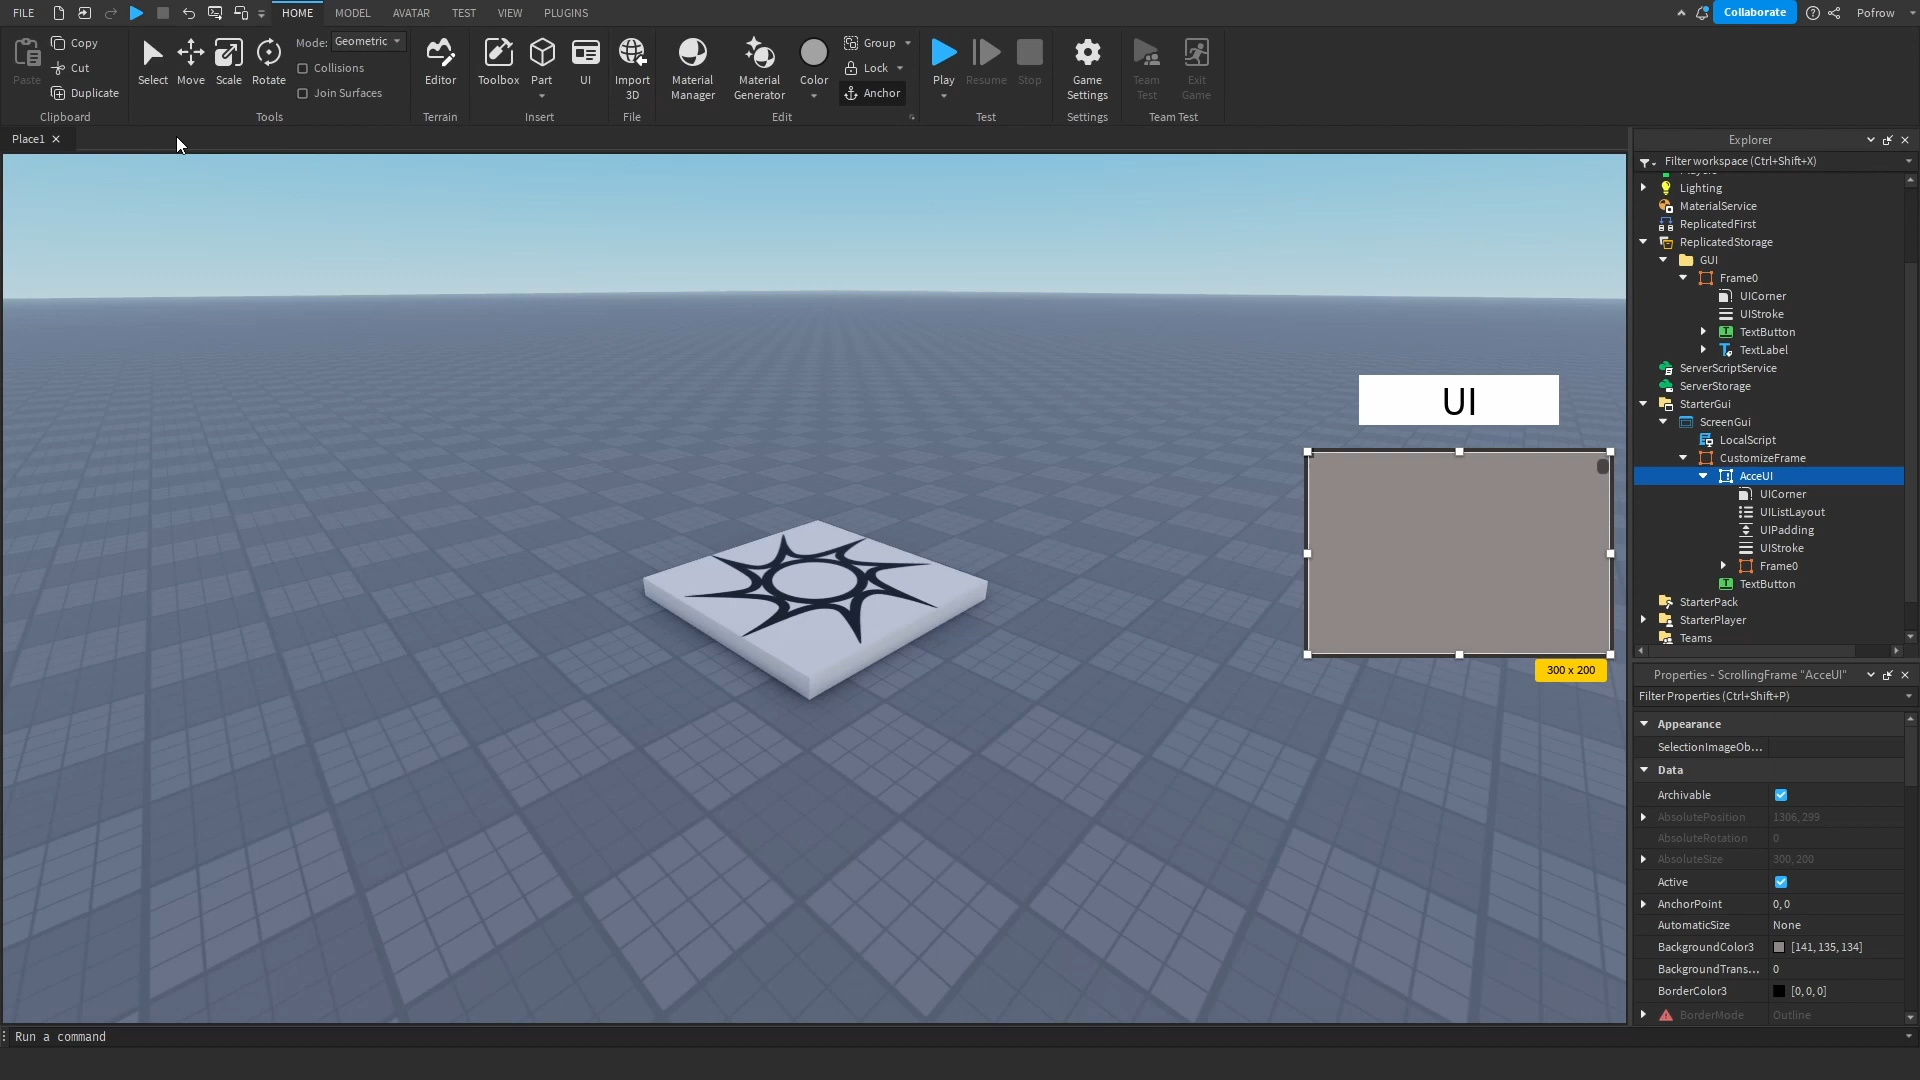 FILE
HOME
MODEL
AVATAR
TEST
VIEW
PLUGINS
Collaborate
Pofrow
Paste
Copy
Cut
Duplicate
Clipboard
Select
Move
Scale
Rotate
Mode: Geometric
Collisions
Join Surfaces
Tools
Editor
Terrain
Toolbox
Part
UI
Insert
Import
3D
File
Material
Manager
Material
Generator
Color
Group
Lock
Anchor
Edit
Play
Resume
Stop
Test
Game
Settings
Settings
Team
Test
Exit
Game
Team Test
Place1
UI
300 x 200
Explorer
Filter workspace (Ctrl+Shift+X)
Lighting
MaterialService
ReplicatedFirst
ReplicatedStorage
GUI
Frame0
UICorner
UIStroke
TextButton
TextLabel
ServerScriptService
ServerStorage
StarterGui
ScreenGui
LocalScript
CustomizeFrame
AcceUI
UICorner
UIListLayout
UIPadding
UIStroke
Frame0
TextButton
StarterPack
StarterPlayer
Teams
Properties - ScrollingFrame "AcceUI"
Filter Properties (Ctrl+Shift+P)
Appearance
SelectionImageOb...
Data
Archivable
AbsolutePosition 1306, 299
AbsoluteRotation 0
AbsoluteSize 300, 200
Active
AnchorPoint 0, 0
AutomaticSize None
BackgroundColor3 [141, 135, 134]
BackgroundTrans... 0
BorderColor3 [0, 0, 0]
BorderMode Outline
Run a command